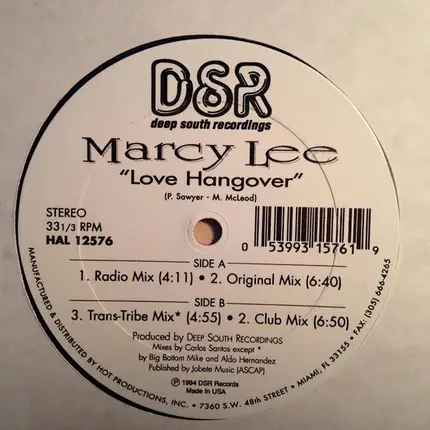 DSR
deep south recordings
Marcy Lee
"Love Hangover"
(P. Sawyer - M. McLeod)
STEREO
33 1/3 RPM
HAL 12576
0 53993 15761 9
SIDE A
1. Radio Mix (4:11) • 2. Original Mix (6:40)
SIDE B
3. Trans-Tribe Mix* (4:55) • 2. Club Mix (6:50)
Produced by DEEP SOUTH RECORDINGS
Mixes by Carlos Santos except *
by Big Bottom Mike and Aldo Hernandez
Published by Jobete Music (ASCAP)
℗ 1994 DSR Records
Made in USA
MANUFACTURED & DISTRIBUTED BY HOT PRODUCTIONS, INC. • 7360 S.W. 48th STREET • MIAMI, FL 33155 • FAX: (305) 666-4265